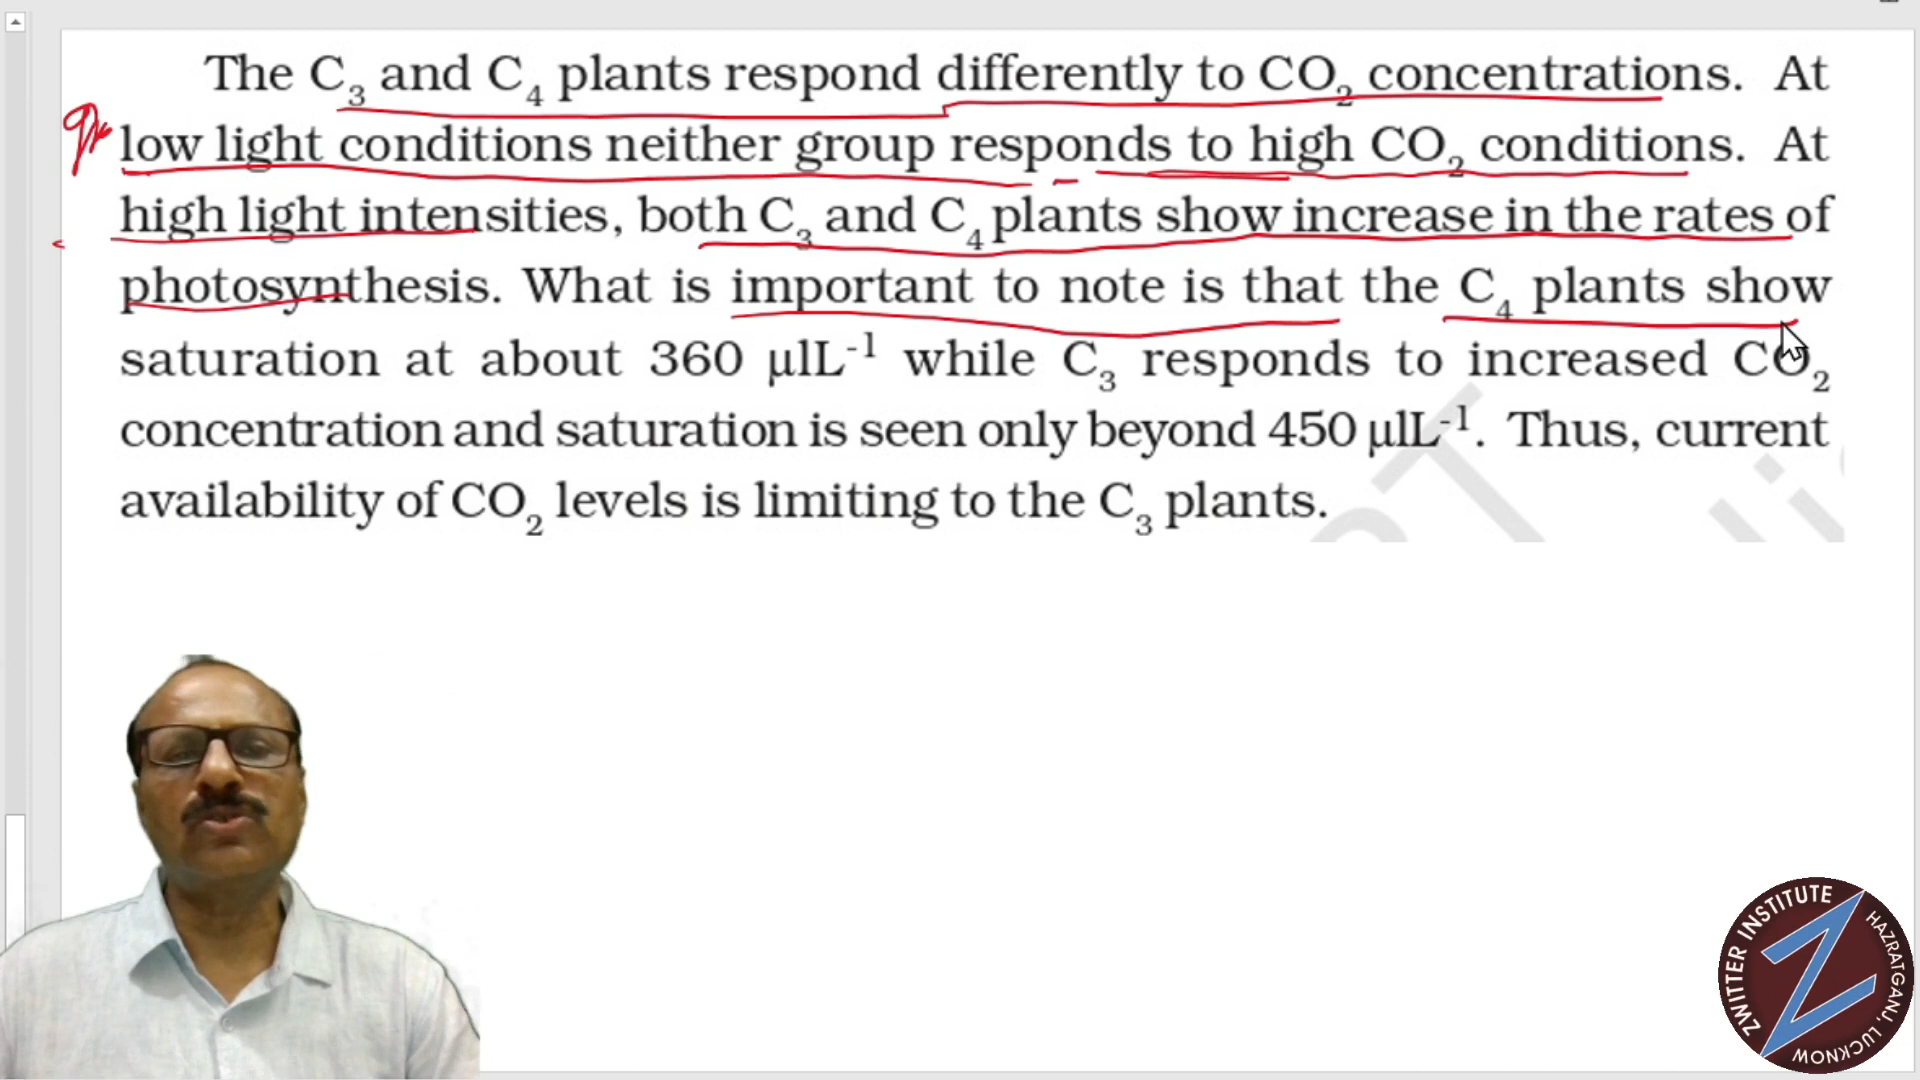 The C₃ and C₄ plants respond differently to CO₂ concentrations. At
low light conditions neither group responds to high CO₂ conditions. At
high light intensities, both C₃ and C₄ plants show increase in the rates of
photosynthesis. What is important to note is that the C₄ plants show
saturation at about 360 µlL⁻¹ while C₃ responds to increased CO₂
concentration and saturation is seen only beyond 450 µlL⁻¹. Thus, current
availability of CO₂ levels is limiting to the C₃ plants.
ZWITTER INSTITUTE
HAZRATGANJ, LUCKNOW